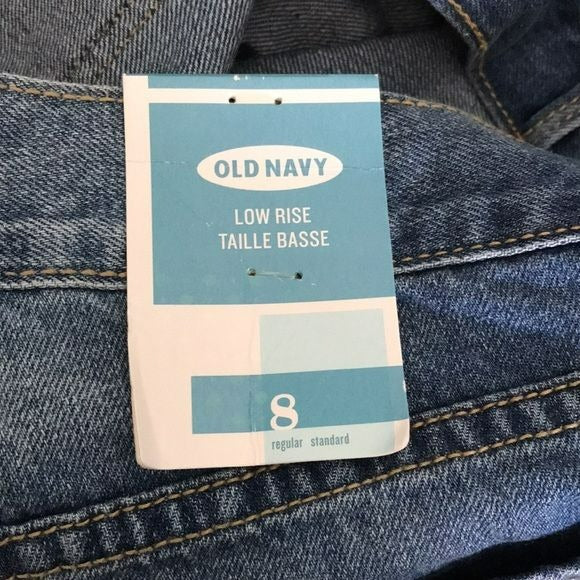 OLD NAVY
LOW RISE
TAILLE BASSE
8
regular standard